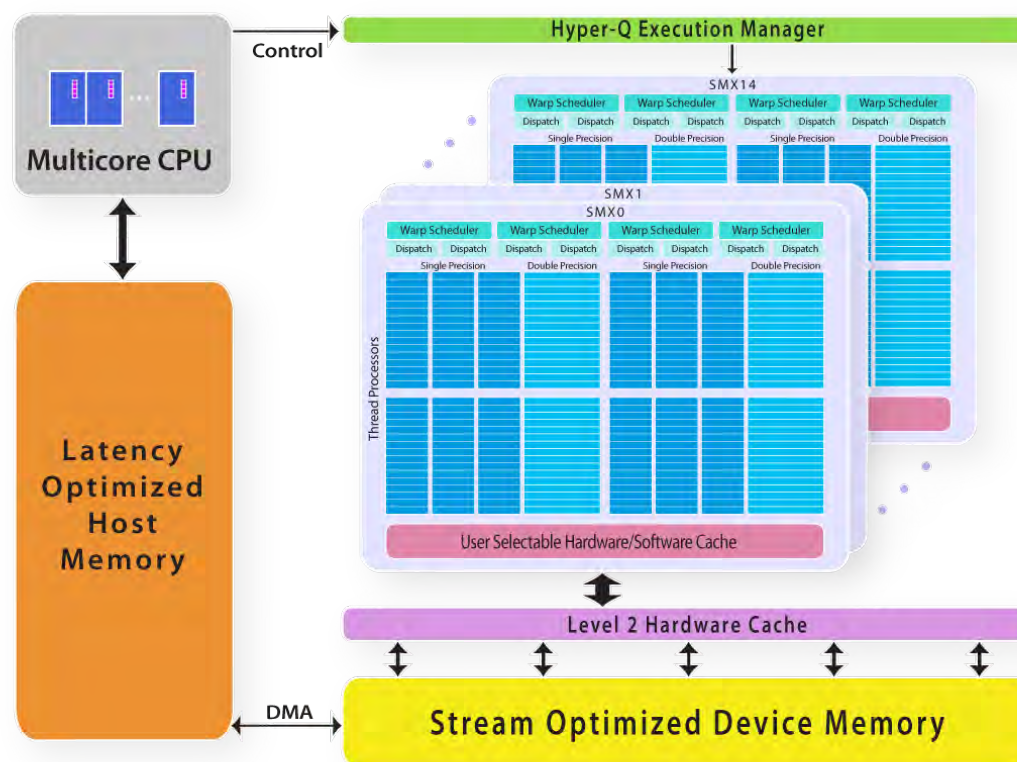 Control
Hyper-Q Execution Manager
Multicore CPU
SMX14
Warp Scheduler Warp Scheduler Warp Scheduler Warp Scheduler
Dispatch Dispatch Dispatch Dispatch Dispatch Dispatch Dispatch Dispatch
Single Precision Double Precision Single Precision Double Precision
SMX1
SMX0
Warp Scheduler Warp Scheduler Warp Scheduler Warp Scheduler
Dispatch Dispatch Dispatch Dispatch Dispatch Dispatch Dispatch Dispatch
Single Precision Double Precision Single Precision Double Precision
Thread Processors
User Selectable Hardware/Software Cache
Latency
Optimized
Host
Memory
Level 2 Hardware Cache
DMA
Stream Optimized Device Memory